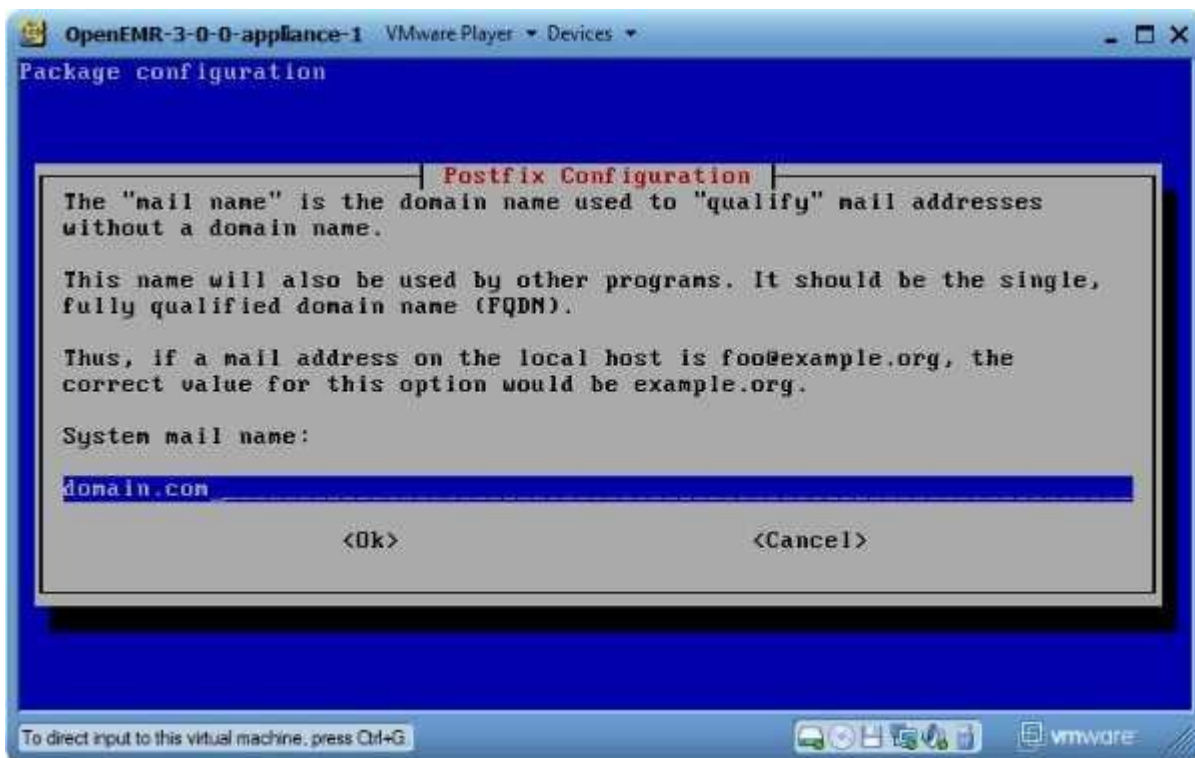 OpenEMR-3-0-0-appliance-1 VMware Player Devices
Package configuration
Postfix Configuration
The "mail name" is the domain name used to "qualify" mail addresses
without a domain name.
This name will also be used by other programs. It should be the single,
fully qualified domain name (FQDN).
Thus, if a mail address on the local host is foo@example.org, the
correct value for this option would be example.org.
System mail name:
domain.com
<Ok> <Cancel>
To direct input to this virtual machine, press Ctrl+G.
vmware